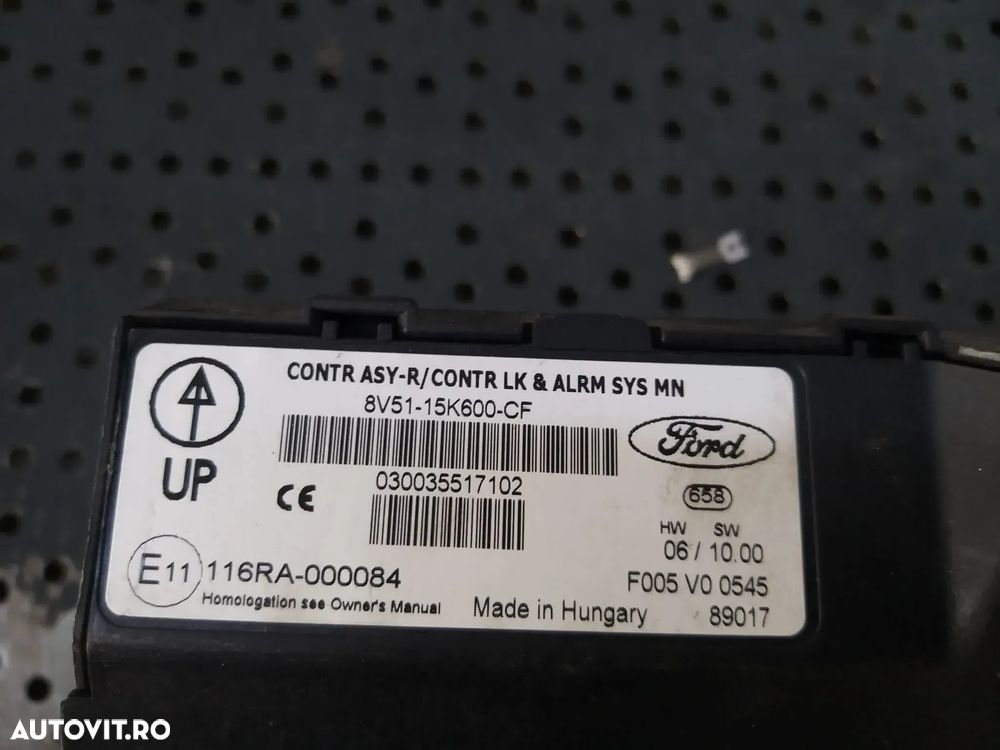 CONTR ASY-R/CONTR LK & ALRM SYS MN
8V51-15K600-CF
Ford
UP
CE
030035517102
658
HW SW
06 / 10.00
E11 116RA-000084
F005 V0 0545
Homologation see Owner's Manual
Made in Hungary
89017
AUTOVIT.RO